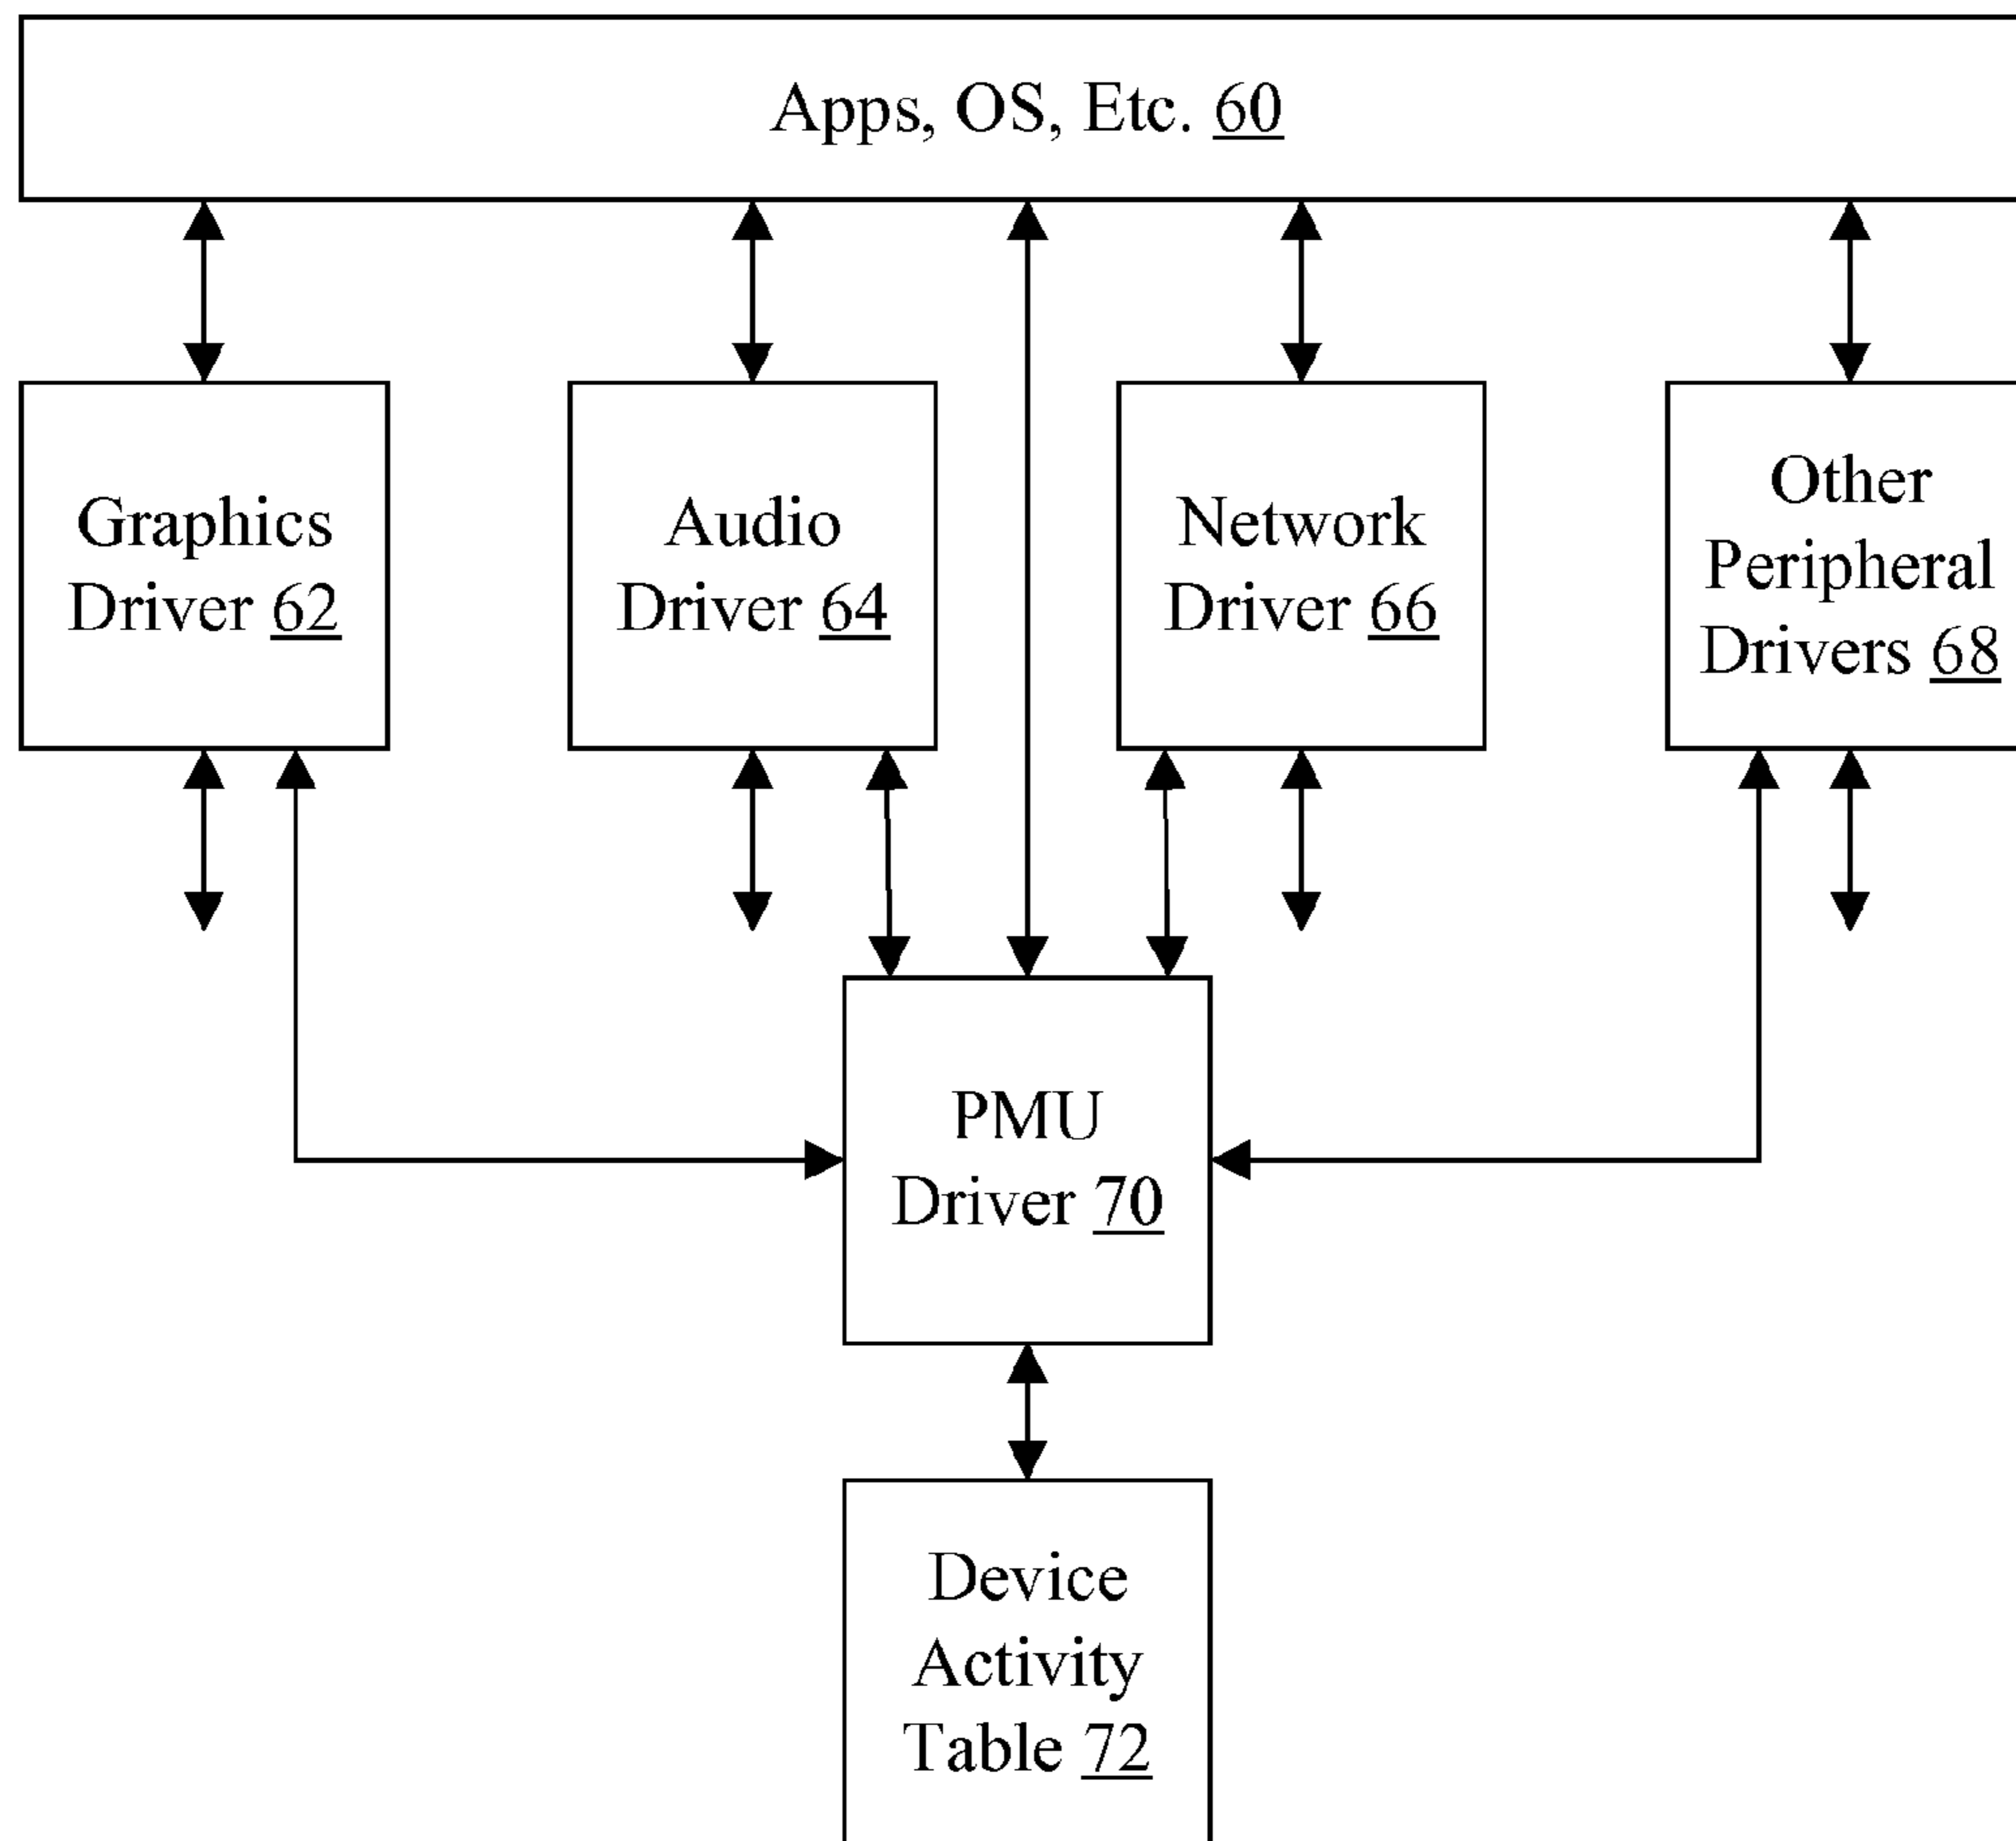 Apps, OS, Etc. 60
Graphics
Driver 62
Audio
Driver 64
Network
Driver 66
Other
Peripheral
Drivers 68
PMU
Driver 70
Device
Activity
Table 72